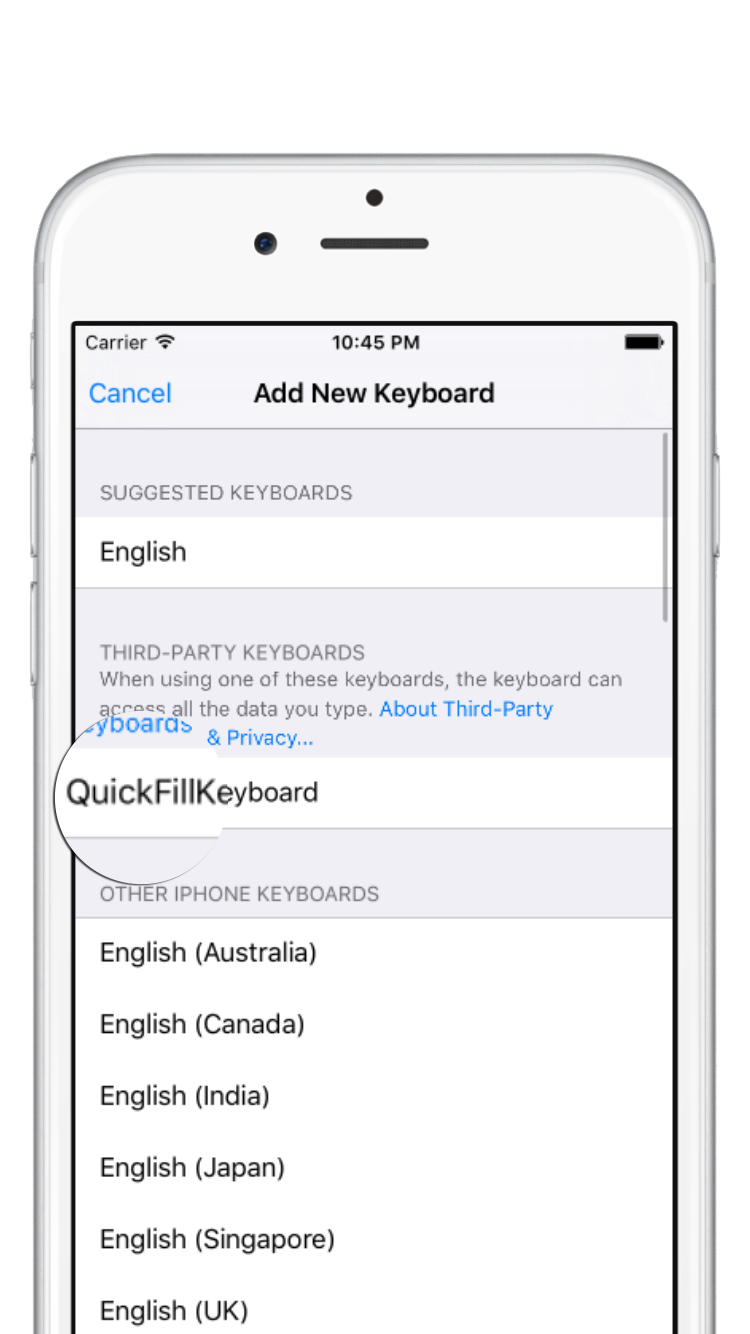 Carrier 10:45 PM
Cancel Add New Keyboard
SUGGESTED KEYBOARDS
English
THIRD-PARTY KEYBOARDS
When using one of these keyboards, the keyboard can
access all the data you type. About Third-Party
eyboards & Privacy...
QuickFillKeyboard
OTHER IPHONE KEYBOARDS
English (Australia)
English (Canada)
English (India)
English (Japan)
English (Singapore)
English (UK)